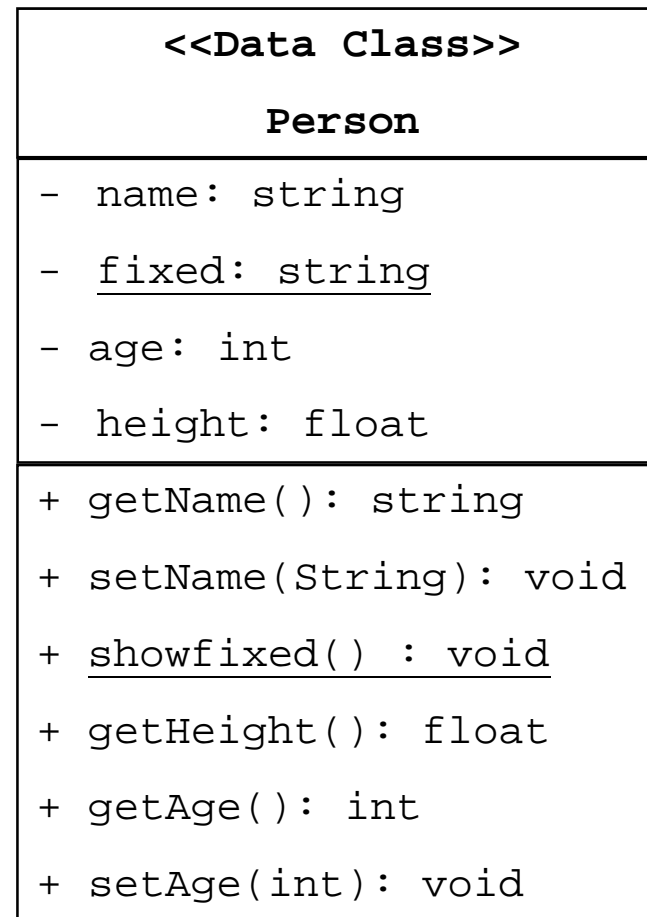 <<Data Class>>
Person
- name: string
- fixed: string
- age: int
- height: float
+ getName(): string
+ setName(String): void
+ showfixed() : void
+ getHeight(): float
+ getAge(): int
+ setAge(int): void